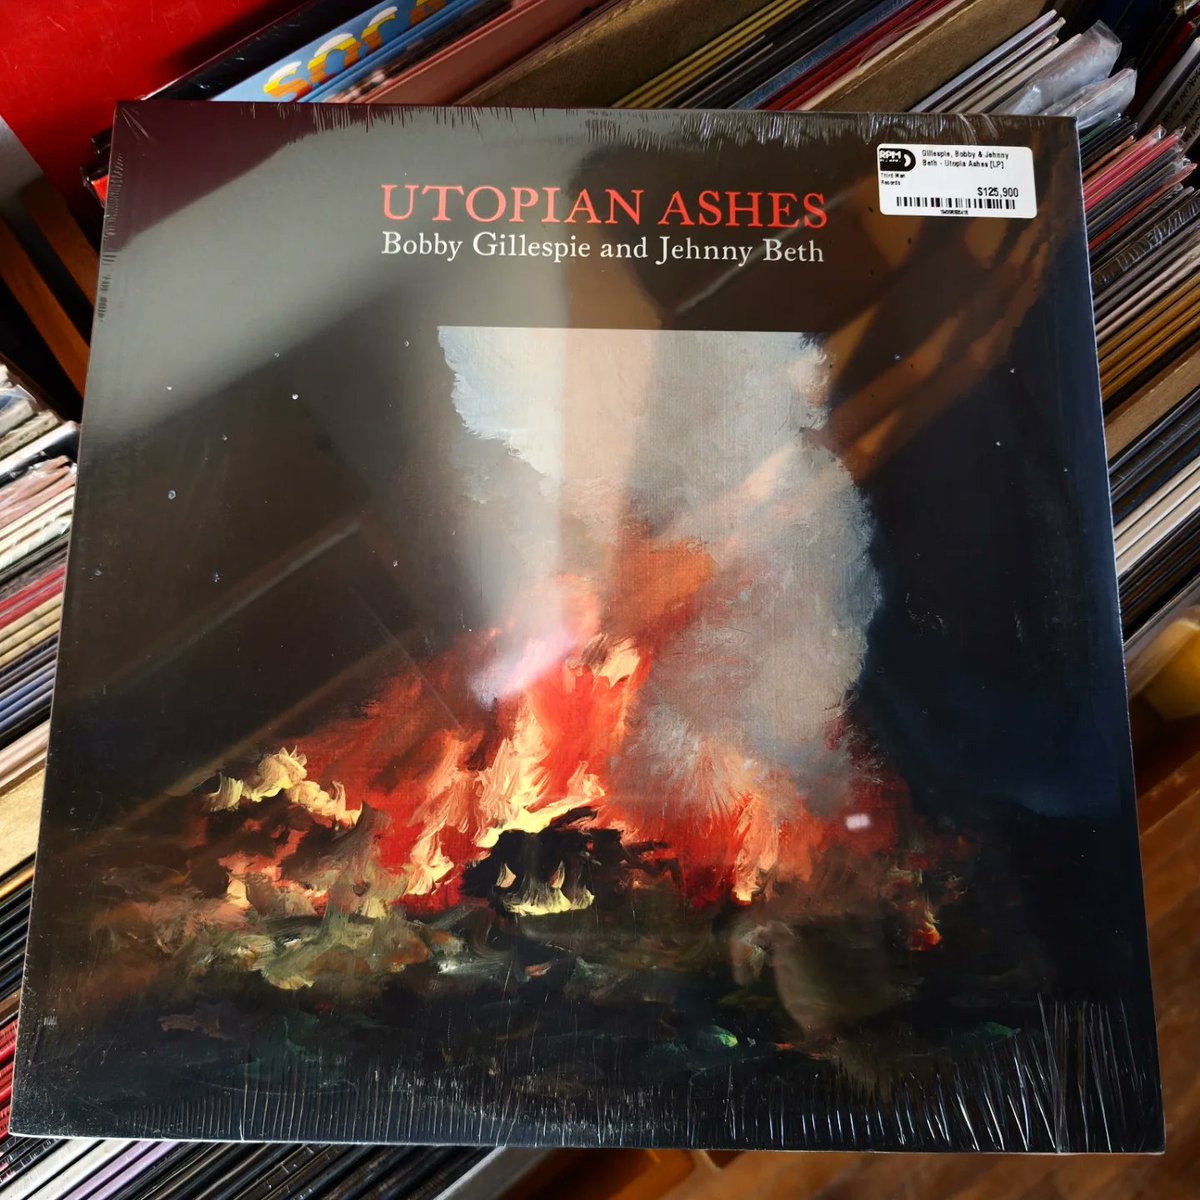 UTOPIAN ASHES
Bobby Gillespie and Jehnny Beth
RPM
Gillespie, Bobby & Jehnny
Beth - Utopia Ashes [LP]
Third Man
Records
$125,900